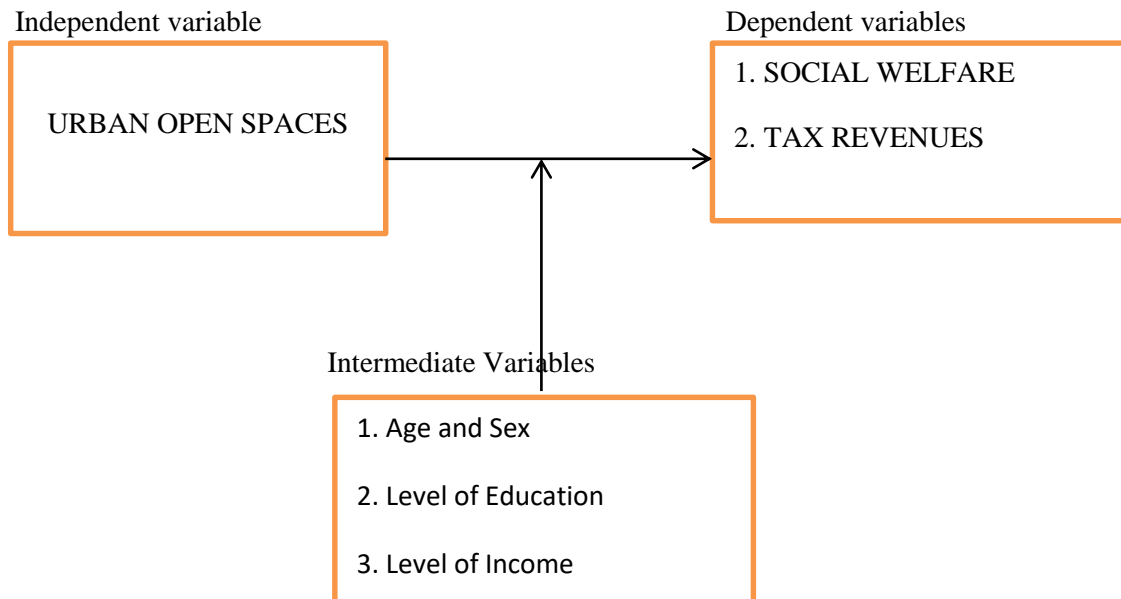 Independent variable
URBAN OPEN SPACES
Dependent variables
1. SOCIAL WELFARE
2. TAX REVENUES
Intermediate Variables
1. Age and Sex
2. Level of Education
3. Level of Income